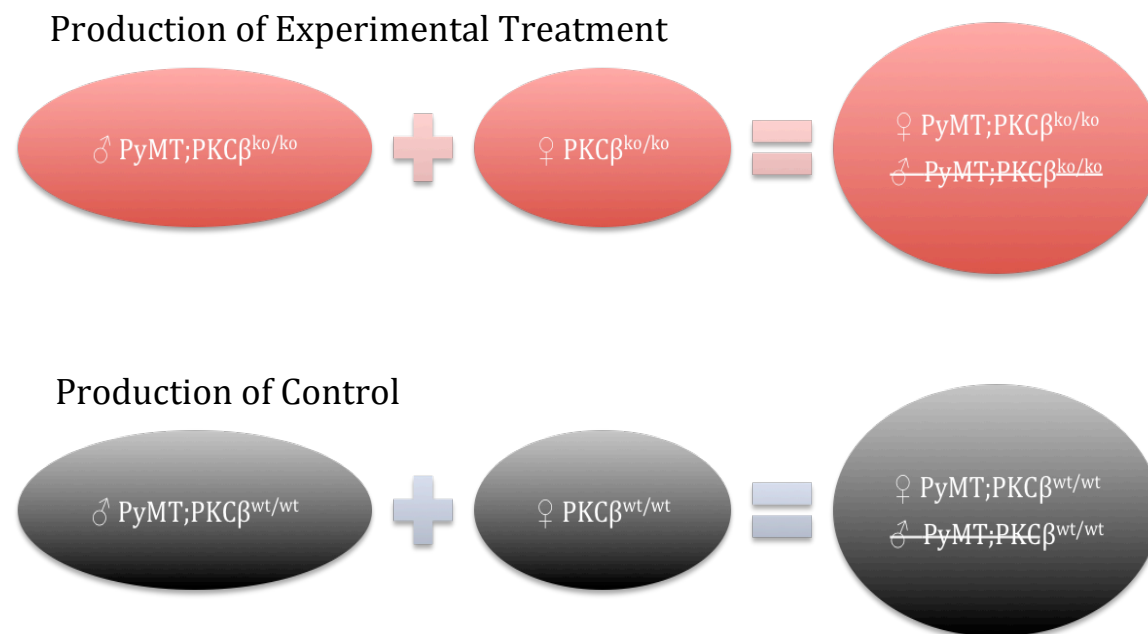 Production of Experimental Treatment
♂ PyMT;PKCβko/ko
♀ PKCβko/ko
♀ PyMT;PKCβko/ko
♂ PyMT;PKCβko/ko
Production of Control
♂ PyMT;PKCβwt/wt
♀ PKCβwt/wt
♀ PyMT;PKCβwt/wt
♂ PyMT;PKCβwt/wt